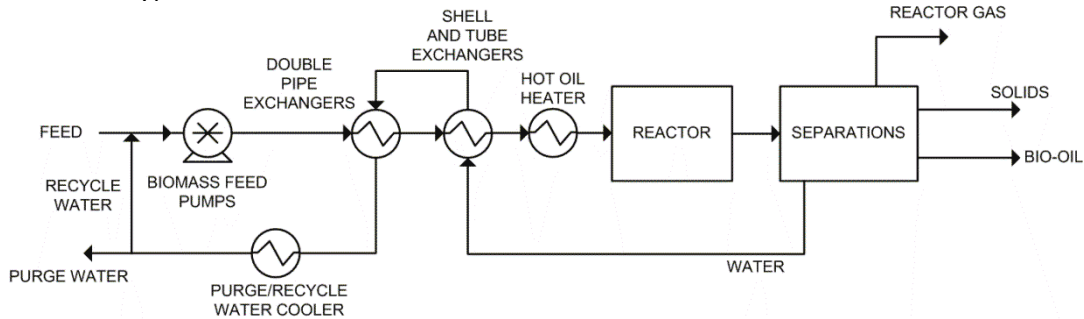 SHELL
AND TUBE
EXCHANGERS
REACTOR GAS
DOUBLE
PIPE
EXCHANGERS
HOT OIL
HEATER
SOLIDS
FEED
REACTOR
SEPARATIONS
BIO-OIL
RECYCLE
WATER
BIOMASS FEED
PUMPS
PURGE WATER
WATER
PURGE/RECYCLE
WATER COOLER